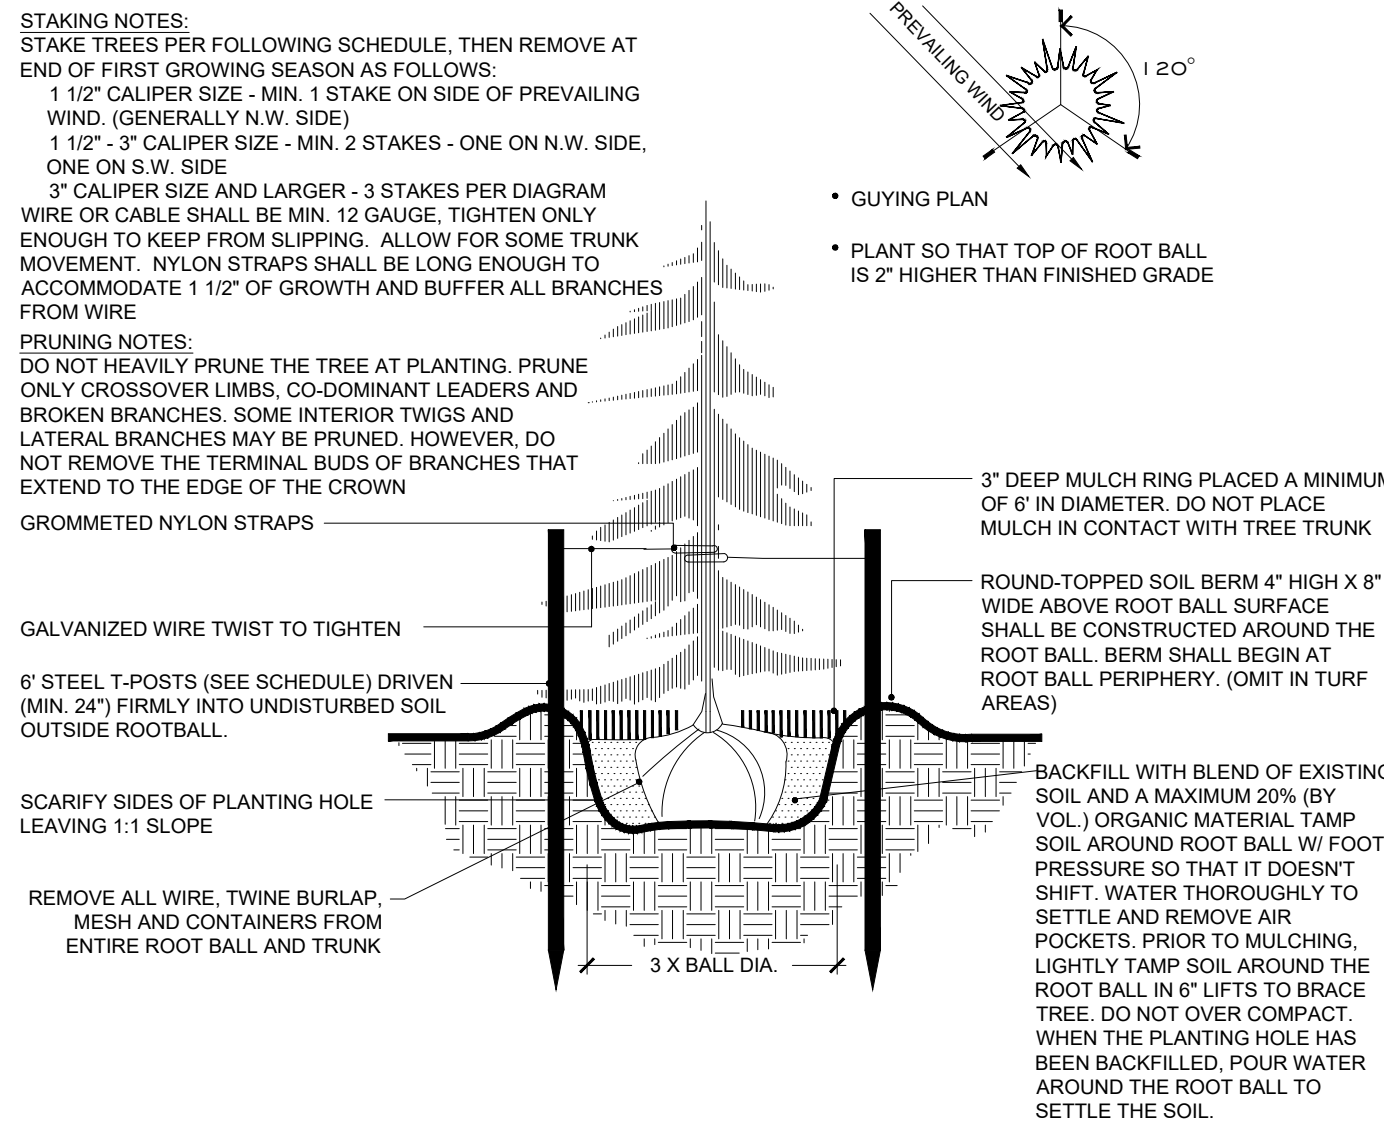 STAKING NOTES:
STAKE TREES PER FOLLOWING SCHEDULE, THEN REMOVE AT
END OF FIRST GROWING SEASON AS FOLLOWS:
1 1/2" CALIPER SIZE - MIN. 1 STAKE ON SIDE OF PREVAILING
WIND. (GENERALLY N.W. SIDE)
1 1/2" - 3" CALIPER SIZE - MIN. 2 STAKES - ONE ON N.W. SIDE,
ONE ON S.W. SIDE
3" CALIPER SIZE AND LARGER - 3 STAKES PER DIAGRAM
WIRE OR CABLE SHALL BE MIN. 12 GAUGE, TIGHTEN ONLY
ENOUGH TO KEEP FROM SLIPPING. ALLOW FOR SOME TRUNK
MOVEMENT. NYLON STRAPS SHALL BE LONG ENOUGH TO
ACCOMMODATE 1 1/2" OF GROWTH AND BUFFER ALL BRANCHES
FROM WIRE
PRUNING NOTES:
DO NOT HEAVILY PRUNE THE TREE AT PLANTING. PRUNE
ONLY CROSSOVER LIMBS, CO-DOMINANT LEADERS AND
BROKEN BRANCHES. SOME INTERIOR TWIGS AND
LATERAL BRANCHES MAY BE PRUNED. HOWEVER, DO
NOT REMOVE THE TERMINAL BUDS OF BRANCHES THAT
EXTEND TO THE EDGE OF THE CROWN
GROMMETED NYLON STRAPS
GALVANIZED WIRE TWIST TO TIGHTEN
6' STEEL T-POSTS (SEE SCHEDULE) DRIVEN
(MIN. 24") FIRMLY INTO UNDISTURBED SOIL
OUTSIDE ROOTBALL.
SCARIFY SIDES OF PLANTING HOLE
LEAVING 1:1 SLOPE
REMOVE ALL WIRE, TWINE BURLAP,
MESH AND CONTAINERS FROM
ENTIRE ROOT BALL AND TRUNK
3 X BALL DIA.
PREVAILING WIND
120°
• GUYING PLAN
• PLANT SO THAT TOP OF ROOT BALL
IS 2" HIGHER THAN FINISHED GRADE
3" DEEP MULCH RING PLACED A MINIMUM
OF 6' IN DIAMETER. DO NOT PLACE
MULCH IN CONTACT WITH TREE TRUNK
ROUND-TOPPED SOIL BERM 4" HIGH X 8"
WIDE ABOVE ROOT BALL SURFACE
SHALL BE CONSTRUCTED AROUND THE
ROOT BALL. BERM SHALL BEGIN AT
ROOT BALL PERIPHERY. (OMIT IN TURF
AREAS)
BACKFILL WITH BLEND OF EXISTING
SOIL AND A MAXIMUM 20% (BY
VOL.) ORGANIC MATERIAL TAMP
SOIL AROUND ROOT BALL W/ FOOT
PRESSURE SO THAT IT DOESN'T
SHIFT. WATER THOROUGHLY TO
SETTLE AND REMOVE AIR
POCKETS. PRIOR TO MULCHING,
LIGHTLY TAMP SOIL AROUND THE
ROOT BALL IN 6" LIFTS TO BRACE
TREE. DO NOT OVER COMPACT.
WHEN THE PLANTING HOLE HAS
BEEN BACKFILLED, POUR WATER
AROUND THE ROOT BALL TO
SETTLE THE SOIL.